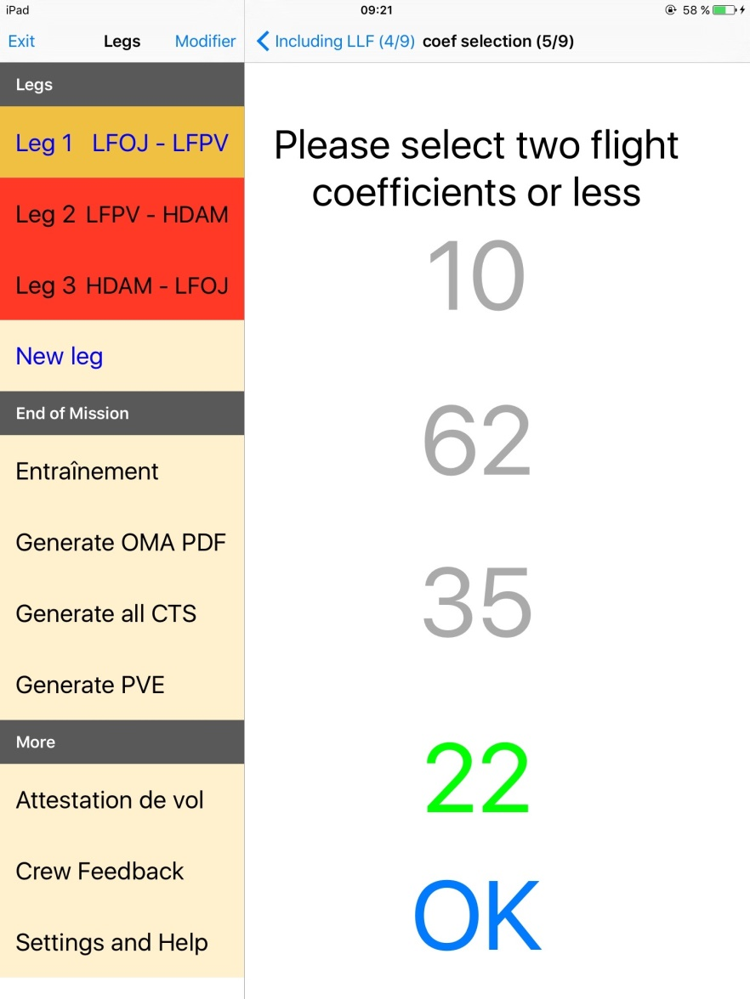 iPad 09:21 58 %
Exit Legs Modifier
Including LLF (4/9) coef selection (5/9)
Legs
Leg 1 LFOJ - LFPV
Leg 2 LFPV - HDAM
Leg 3 HDAM - LFOJ
New leg
End of Mission
Entraînement
Generate OMA PDF
Generate all CTS
Generate PVE
More
Attestation de vol
Crew Feedback
Settings and Help
Please select two flight
coefficients or less
10
62
35
22
OK